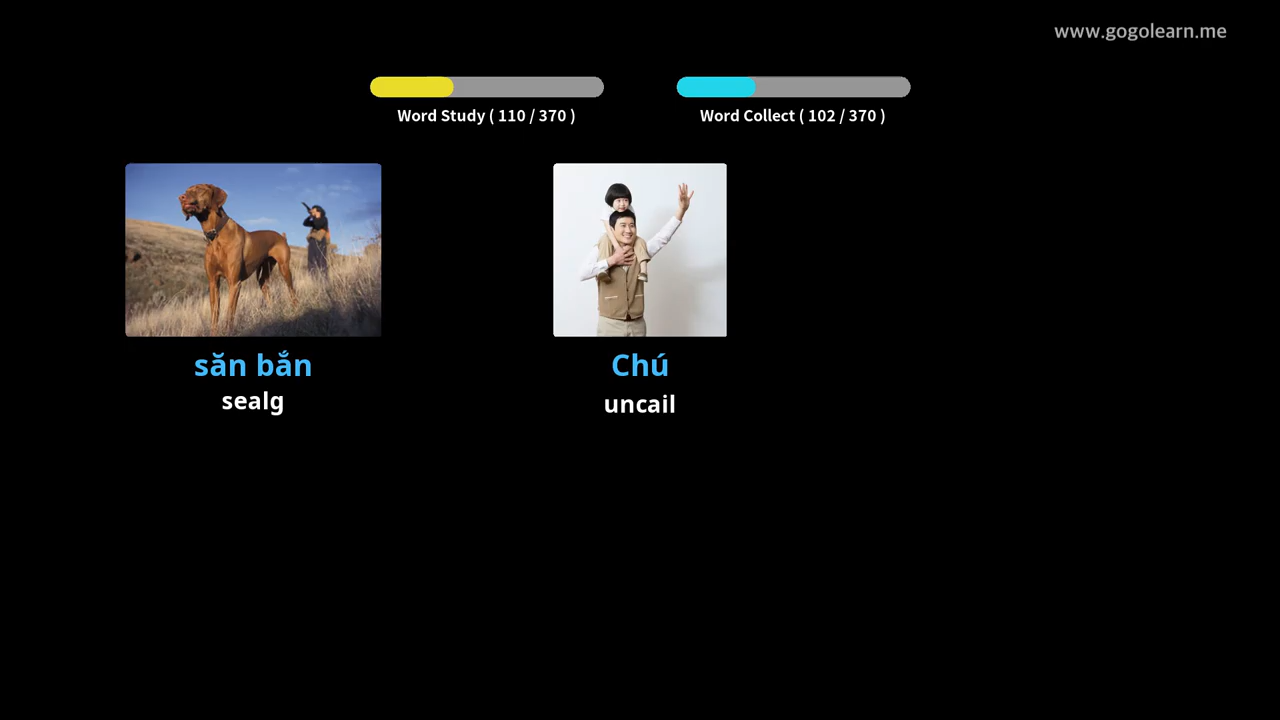 www.gogolearn.me
Word Study ( 110 / 370 )
Word Collect ( 102 / 370 )
săn bắn
sealg
Chú
uncail